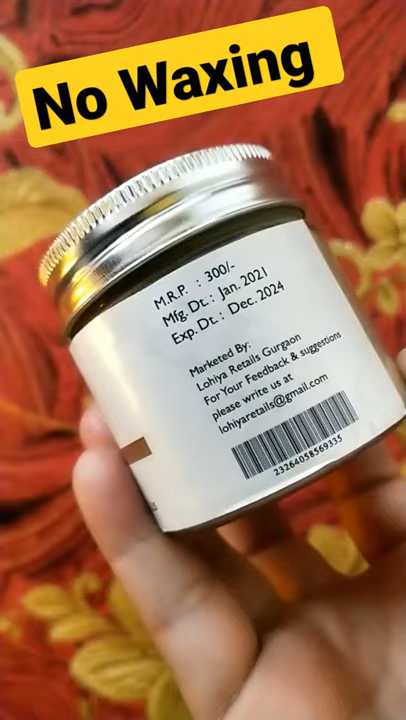 No Waxing
M.R.P. : 300/-
Mfg. Dt. : Jan. 2021
Exp. Dt. : Dec. 2024
Marketed By:
Lohiya Retails Gurgaon
For Your Feedback & suggestions
please write us at
lohiyaretails@gmail.com
23264058569335